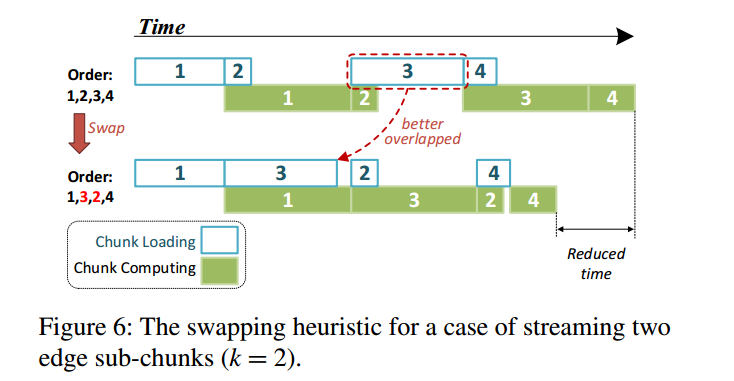 Time
Order:
1,2,3,4
1
2
3
4
1
2
3
4
Swap
better
overlapped
Order:
1,3,2,4
1
3
2
4
1
3
2
4
Chunk Loading
Chunk Computing
Reduced
time
Figure 6: The swapping heuristic for a case of streaming two
edge sub-chunks (k = 2).